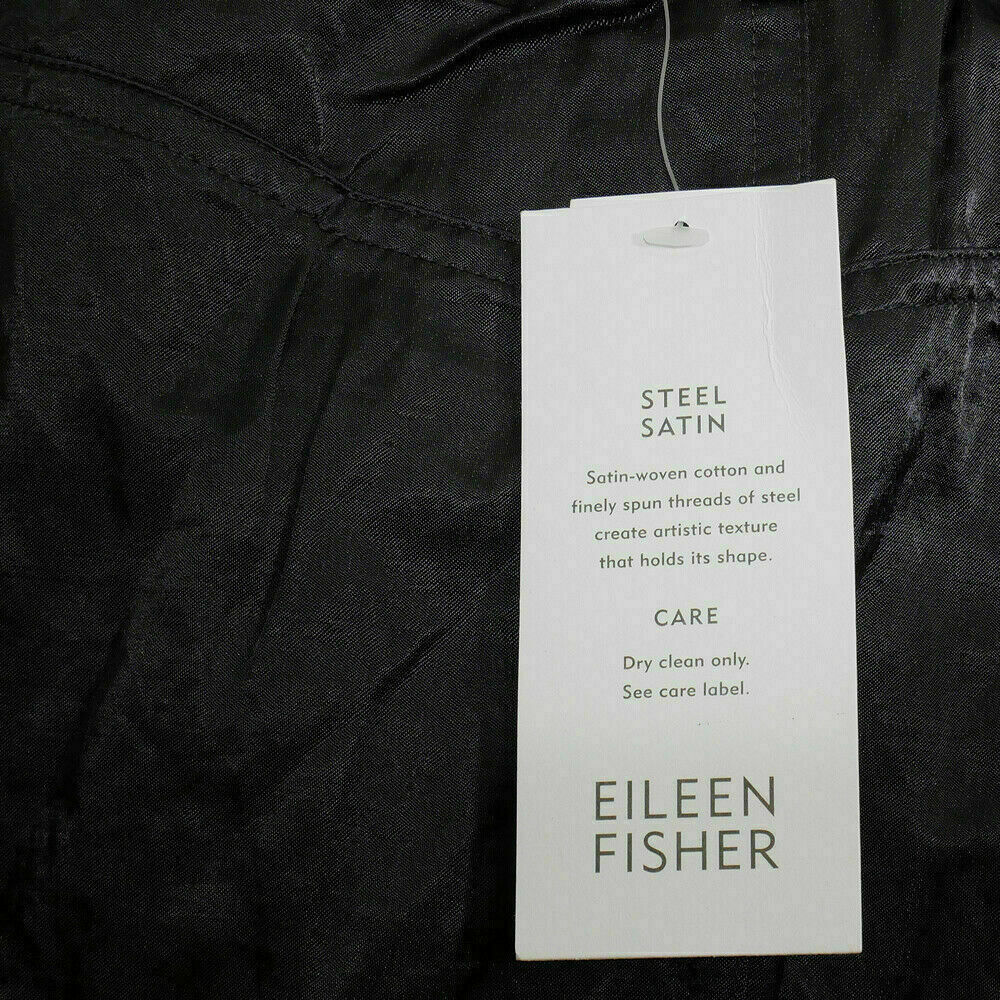 STEEL
SATIN
Satin-woven cotton and
finely spun threads of steel
create artistic texture
that holds its shape.
CARE
Dry clean only.
See care label.
EILEEN
FISHER